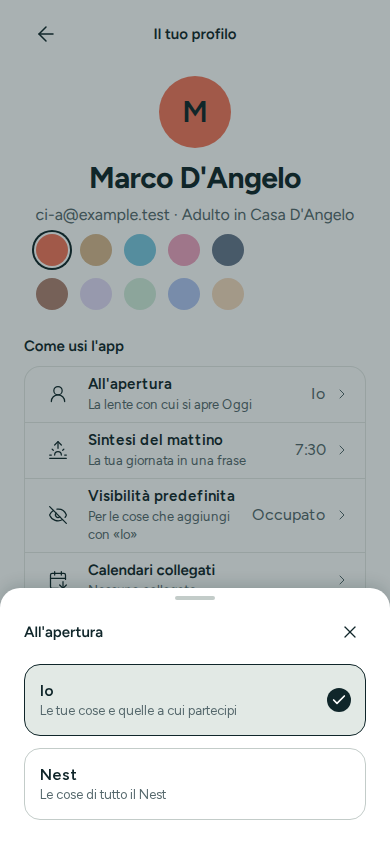 Il tuo profilo
M
Marco D'Angelo
ci-a@example.test · Adulto in Casa D'Angelo
Come usi l'app
All'apertura
La lente con cui si apre Oggi
Io
Sintesi del mattino
La tua giornata in una frase
7:30
Visibilità predefinita
Per le cose che aggiungi
con «Io»
Occupato
Calendari collegati
Nessuno collegato
All'apertura
Io
Le tue cose e quelle a cui partecipi
Nest
Le cose di tutto il Nest